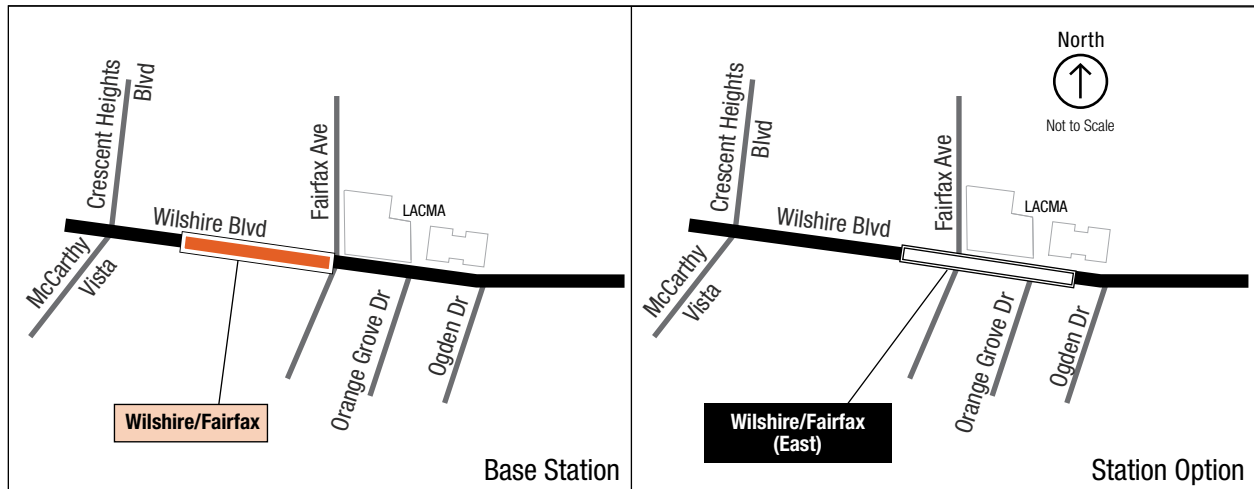 Crescent Heights
Blvd
Fairfax Ave
LACMA
Wilshire Blvd
McCarthy
Vista
Orange Grove Dr
Ogden Dr
Wilshire/Fairfax
Base Station
North
Not to Scale
Crescent Heights
Blvd
Fairfax Ave
LACMA
Wilshire Blvd
McCarthy
Vista
Orange Grove Dr
Ogden Dr
Wilshire/Fairfax
(East)
Station Option